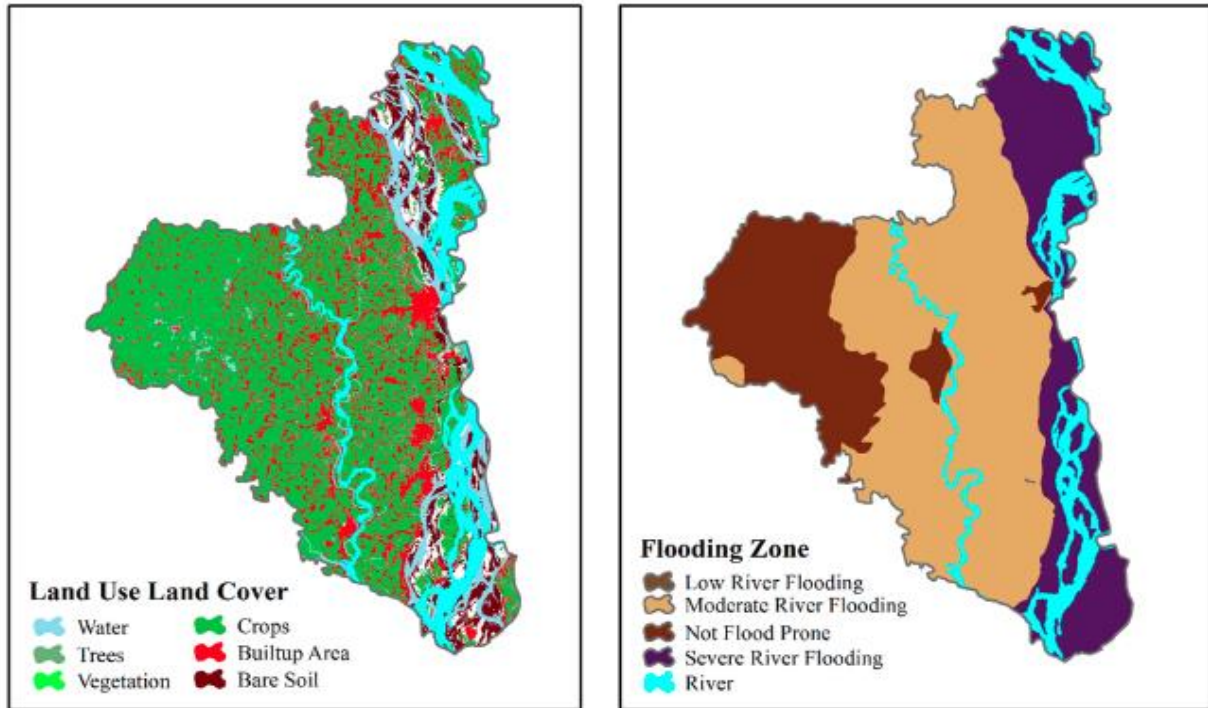 Land Use Land Cover
Water
Trees
Vegetation
Crops
Builtup Area
Bare Soil
Flooding Zone
Low River Flooding
Moderate River Flooding
Not Flood Prone
Severe River Flooding
River